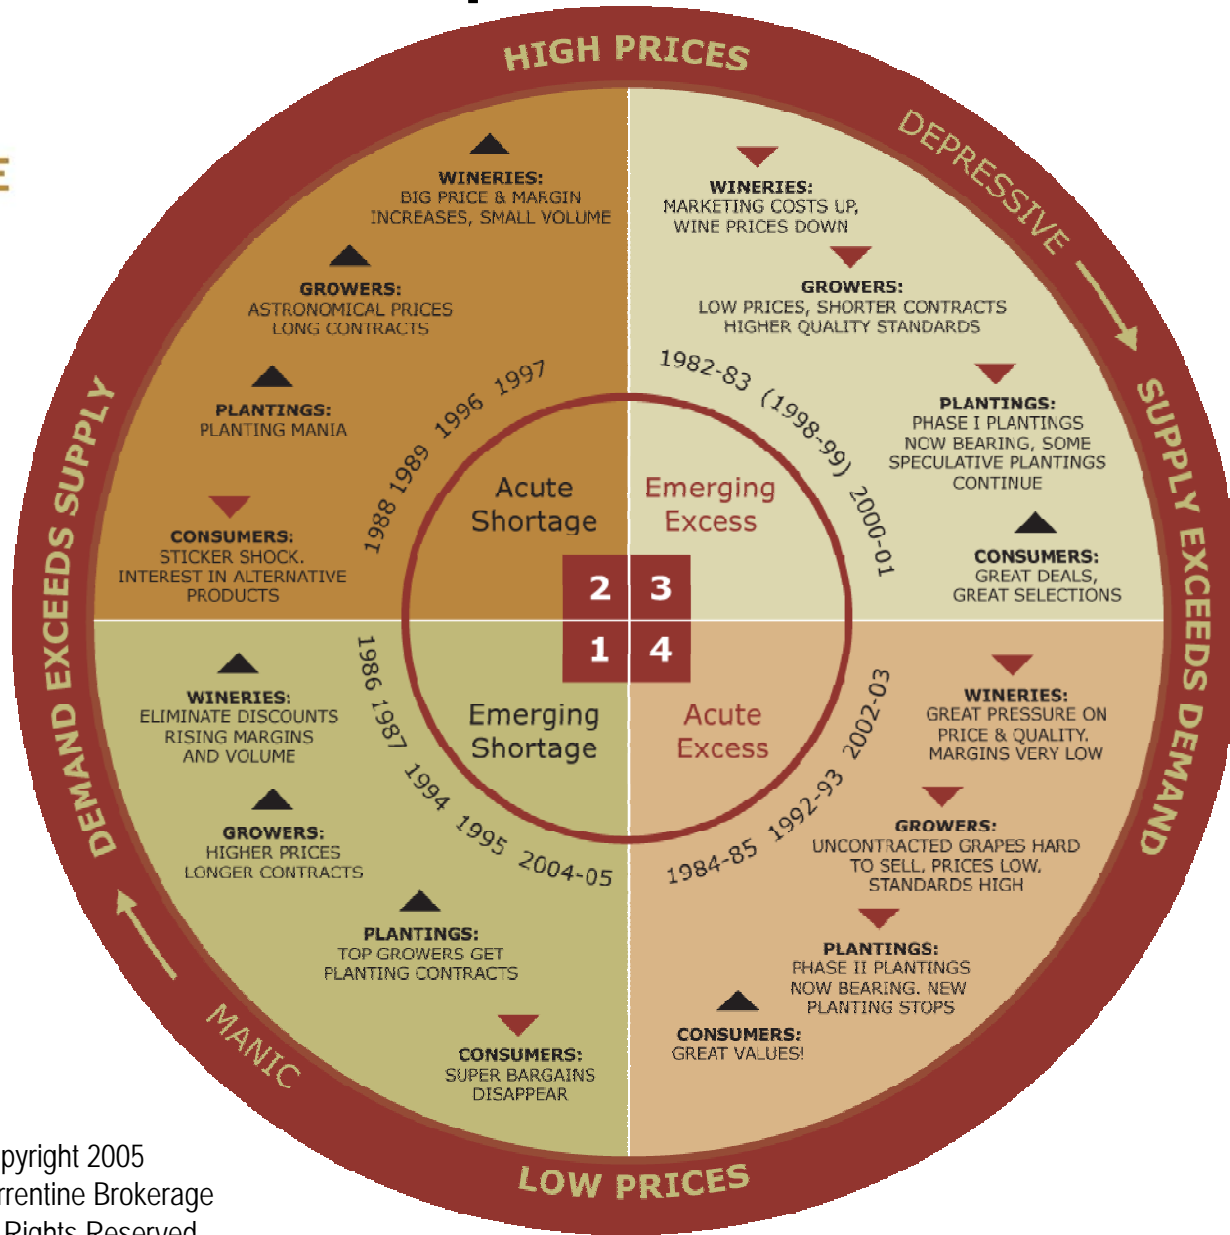 HIGH PRICES
DEPRESSIVE
SUPPLY EXCEEDS DEMAND
LOW PRICES
MANIC
DEMAND EXCEEDS SUPPLY
WINERIES:
BIG PRICE & MARGIN
INCREASES, SMALL VOLUME
GROWERS:
ASTRONOMICAL PRICES
LONG CONTRACTS
PLANTINGS:
PLANTING MANIA
CONSUMERS:
STICKER SHOCK.
INTEREST IN ALTERNATIVE
PRODUCTS
1988 1989 1996 1997
Acute
Shortage
2
WINERIES:
MARKETING COSTS UP,
WINE PRICES DOWN
GROWERS:
LOW PRICES, SHORTER CONTRACTS
HIGHER QUALITY STANDARDS
PLANTINGS:
PHASE I PLANTINGS
NOW BEARING, SOME
SPECULATIVE PLANTINGS
CONTINUE
CONSUMERS:
GREAT DEALS,
GREAT SELECTIONS
1982-83 (1998-99) 2000-01
Emerging
Excess
3
1
Emerging
Shortage
1986 1987 1994 1995 2004-05
WINERIES:
ELIMINATE DISCOUNTS
RISING MARGINS
AND VOLUME
GROWERS:
HIGHER PRICES
LONGER CONTRACTS
PLANTINGS:
TOP GROWERS GET
PLANTING CONTRACTS
CONSUMERS:
SUPER BARGAINS
DISAPPEAR
4
Acute
Excess
1984-85 1992-93 2002-03
WINERIES:
GREAT PRESSURE ON
PRICE & QUALITY.
MARGINS VERY LOW
GROWERS:
UNCONTRACTED GRAPES HARD
TO SELL, PRICES LOW,
STANDARDS HIGH
PLANTINGS:
PHASE II PLANTINGS
NOW BEARING. NEW
PLANTING STOPS
CONSUMERS:
GREAT VALUES!
pyright 2005
rrentine Brokerage
Rights Reserved